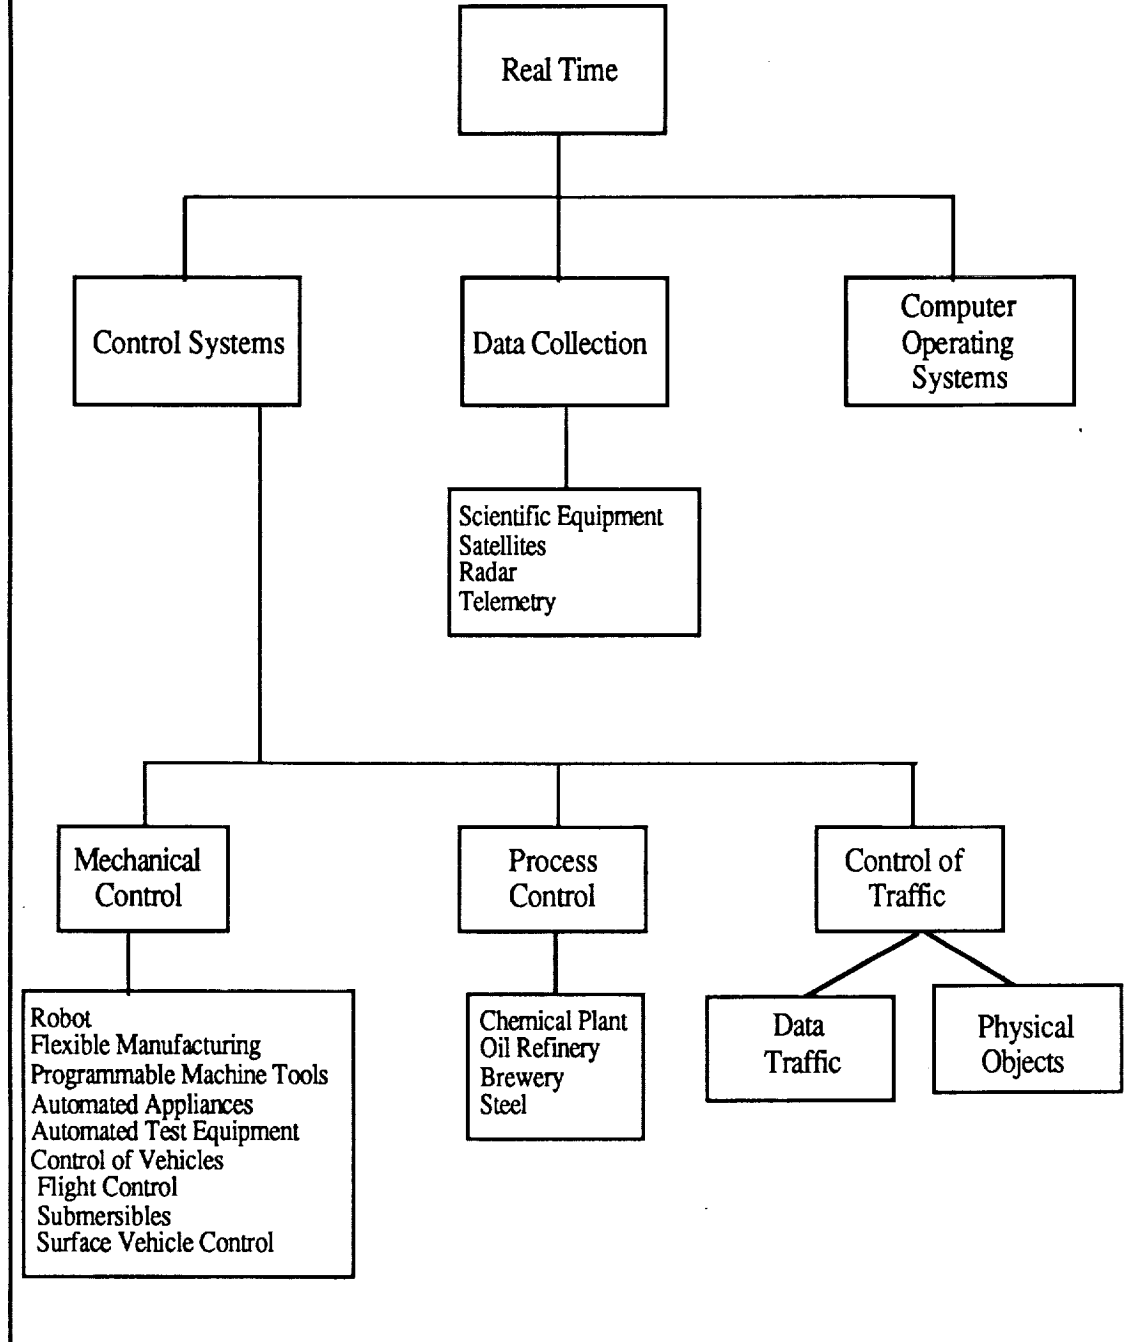 Real Time
Control Systems
Data Collection
Computer
Operating
Systems
Scientific Equipment
Satellites
Radar
Telemetry
Mechanical
Control
Process
Control
Control of
Traffic
Robot
Flexible Manufacturing
Programmable Machine Tools
Automated Appliances
Automated Test Equipment
Control of Vehicles
Flight Control
Submersibles
Surface Vehicle Control
Chemical Plant
Oil Refinery
Brewery
Steel
Data
Traffic
Physical
Objects